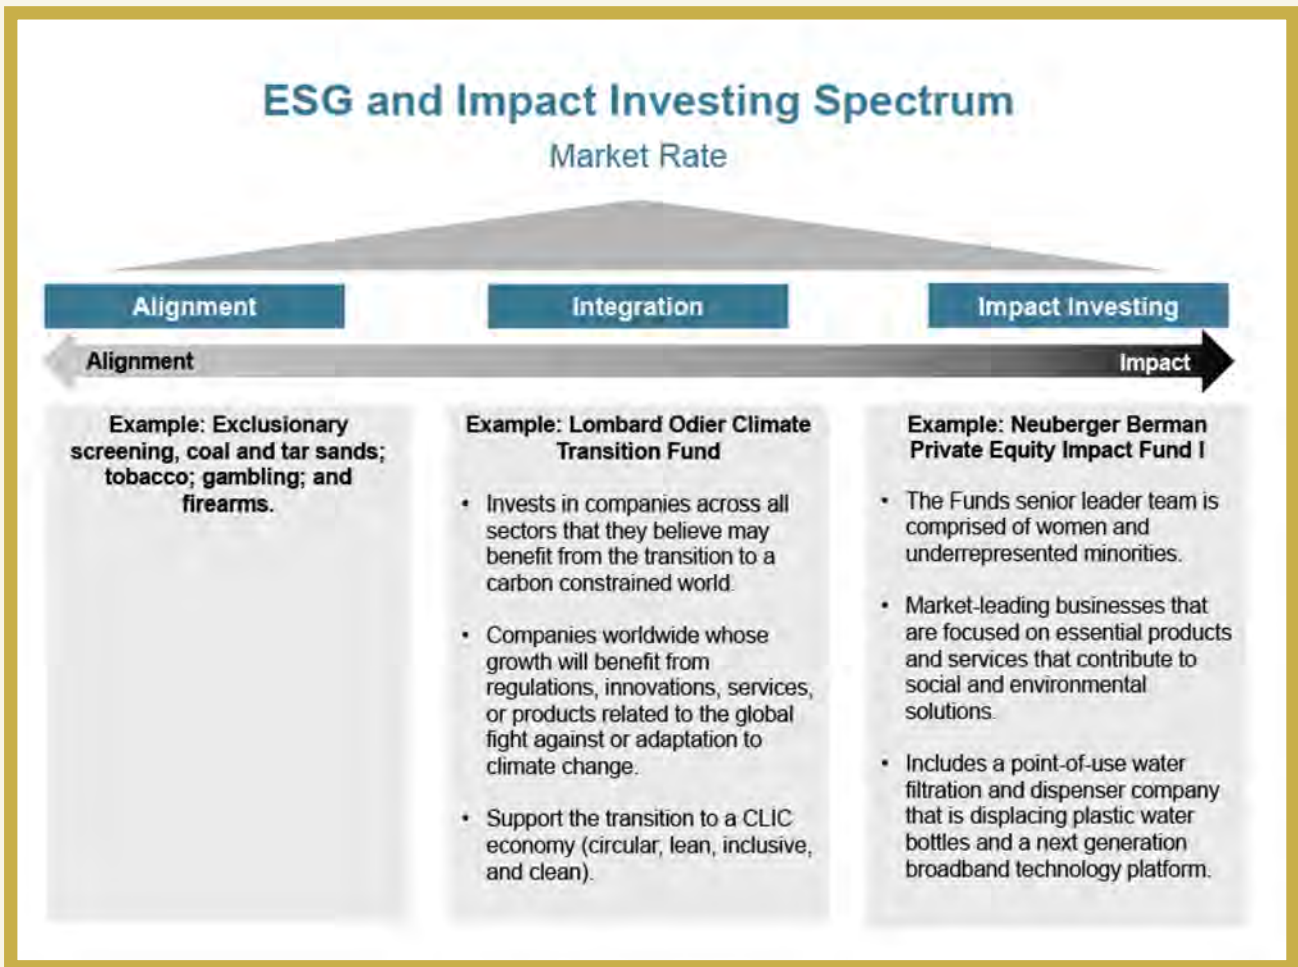 ESG and Impact Investing Spectrum
Market Rate
Alignment
Integration
Impact Investing
Alignment
Impact
Example: Exclusionary
screening, coal and tar sands;
tobacco; gambling; and
firearms.
Example: Lombard Odier Climate
Transition Fund
• Invests in companies across all
sectors that they believe may
benefit from the transition to a
carbon constrained world.
• Companies worldwide whose
growth will benefit from
regulations, innovations, services,
or products related to the global
fight against or adaptation to
climate change.
• Support the transition to a CLIC
economy (circular, lean, inclusive,
and clean).
Example: Neuberger Berman
Private Equity Impact Fund I
• The Funds senior leader team is
comprised of women and
underrepresented minorities.
• Market-leading businesses that
are focused on essential products
and services that contribute to
social and environmental
solutions.
• Includes a point-of-use water
filtration and dispenser company
that is displacing plastic water
bottles and a next generation
broadband technology platform.